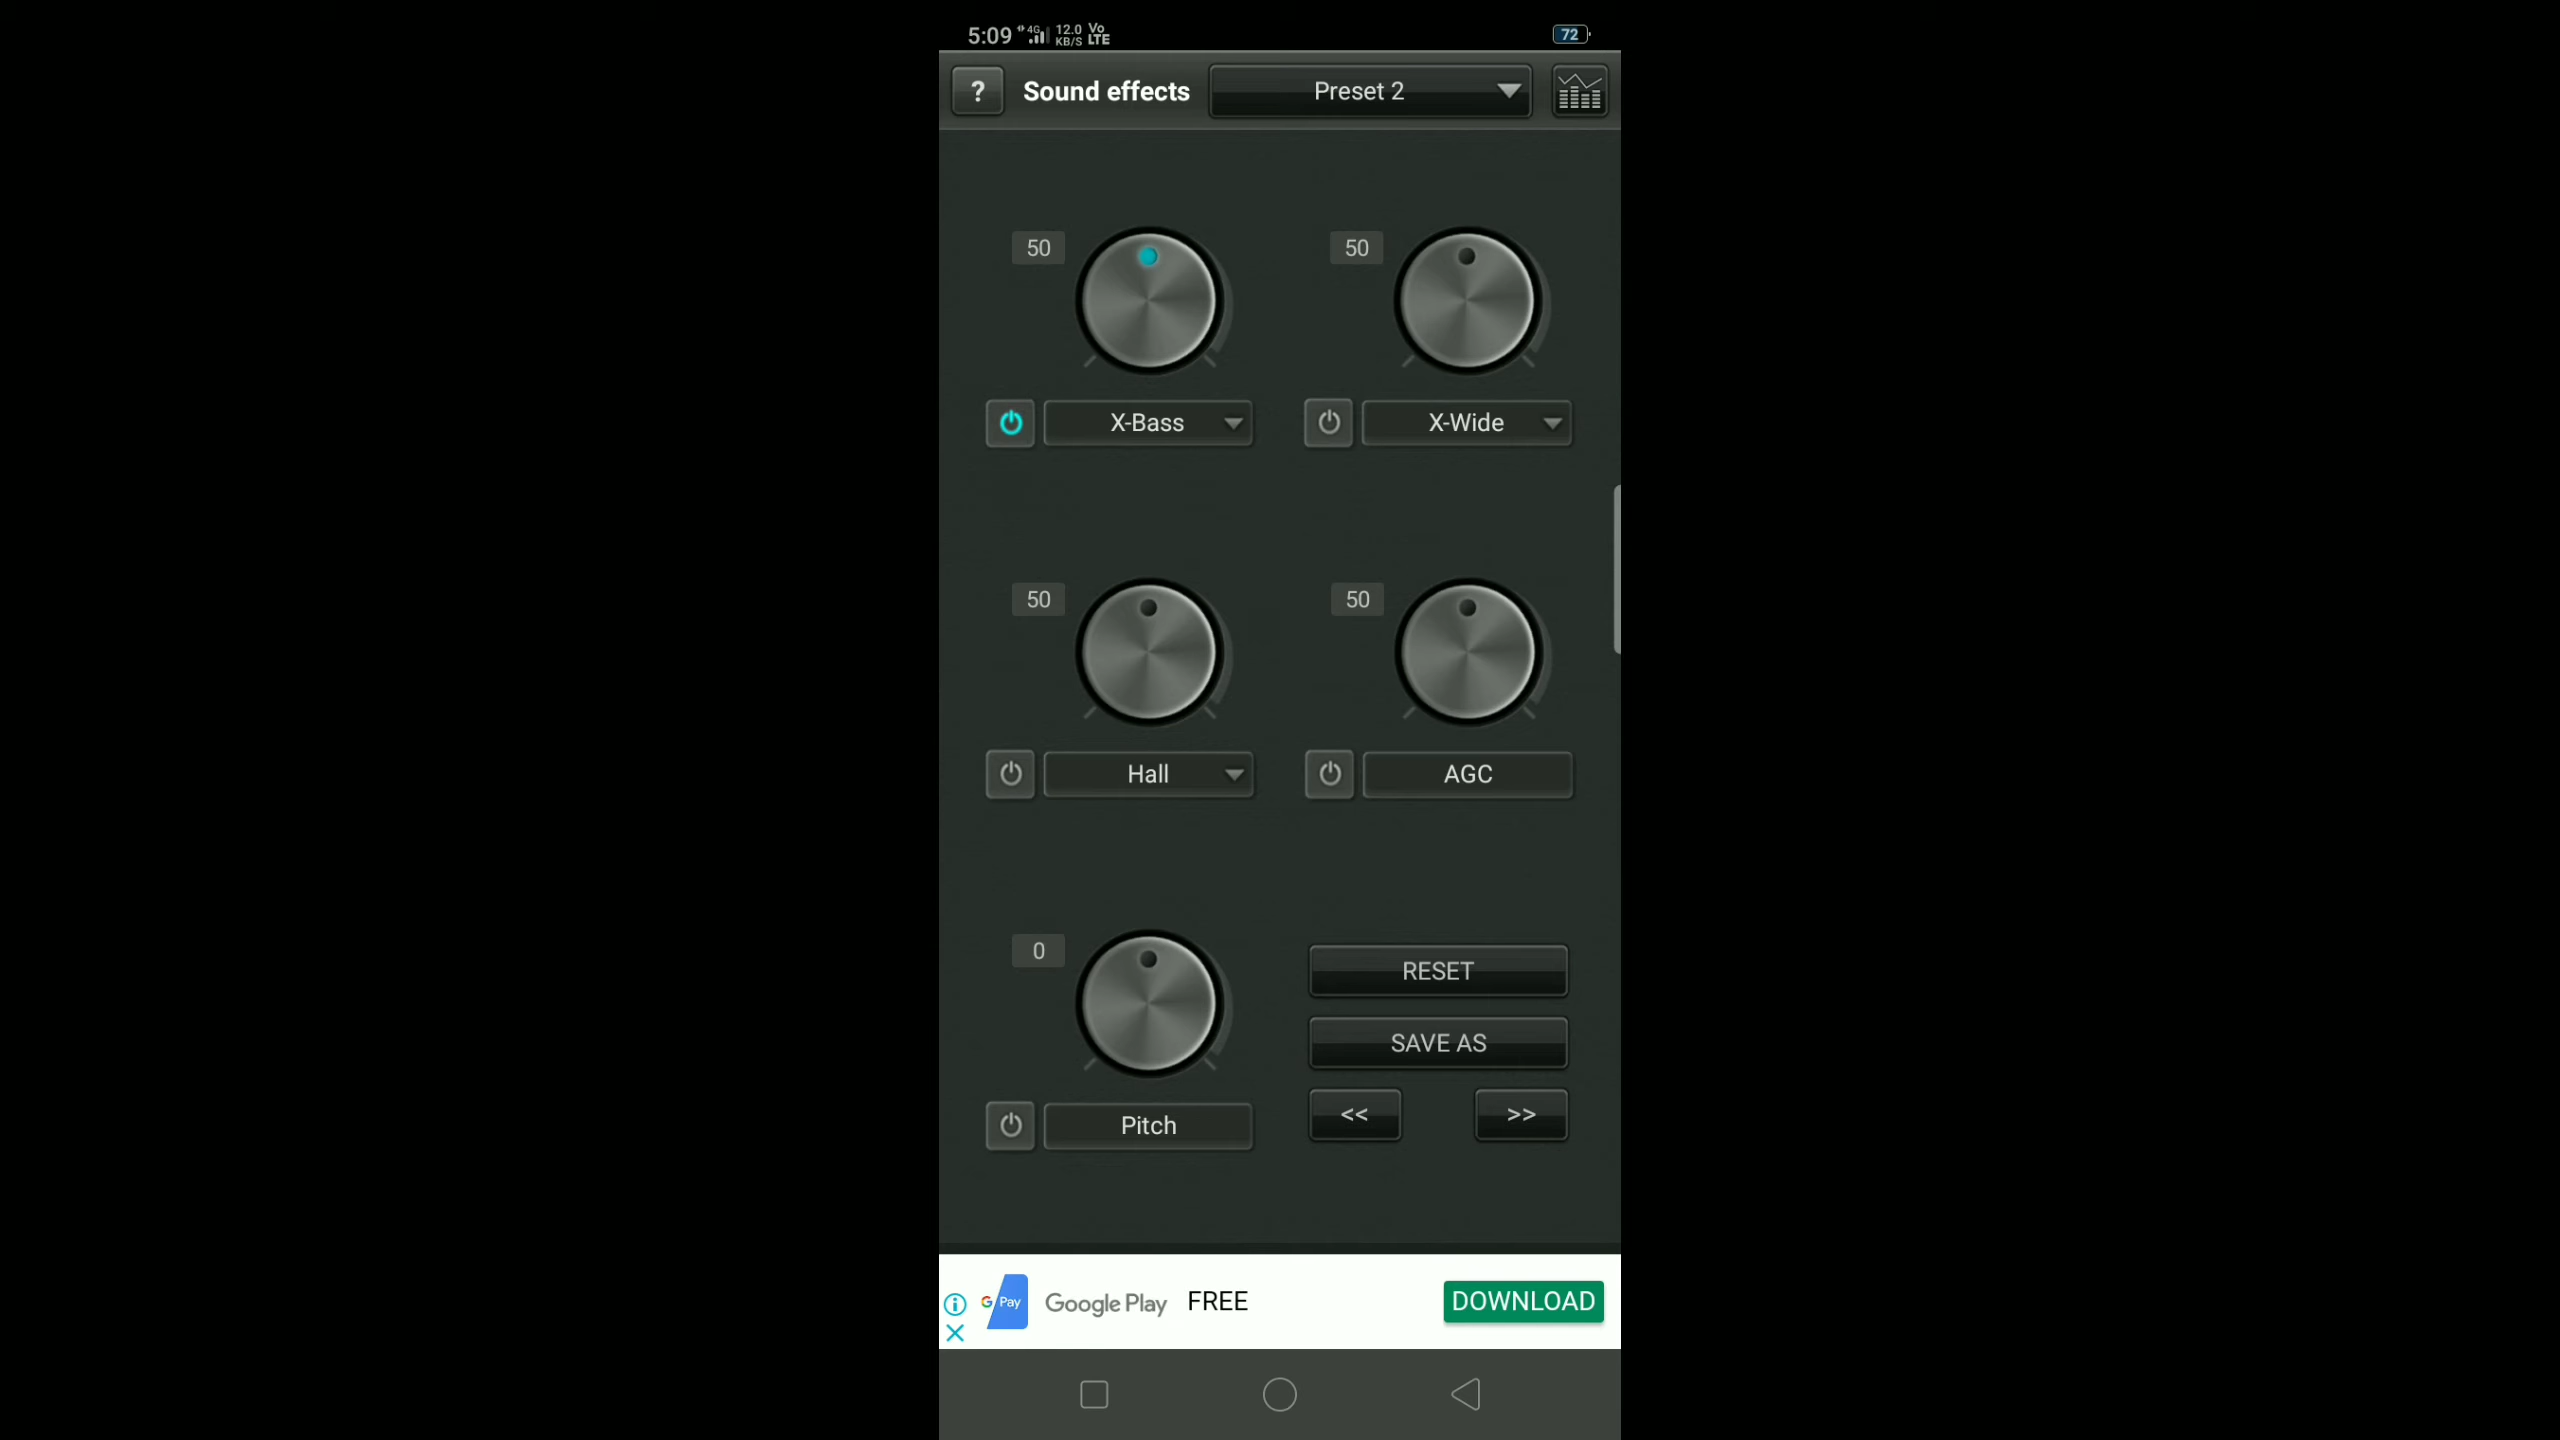 5:09 4G 12.0 KB/S Vo LTE 72
? Sound effects Preset 2
50 50
X-Bass X-Wide
50 50
Hall AGC
0
RESET
SAVE AS
<< >>
Pitch
G Pay Google Play FREE DOWNLOAD